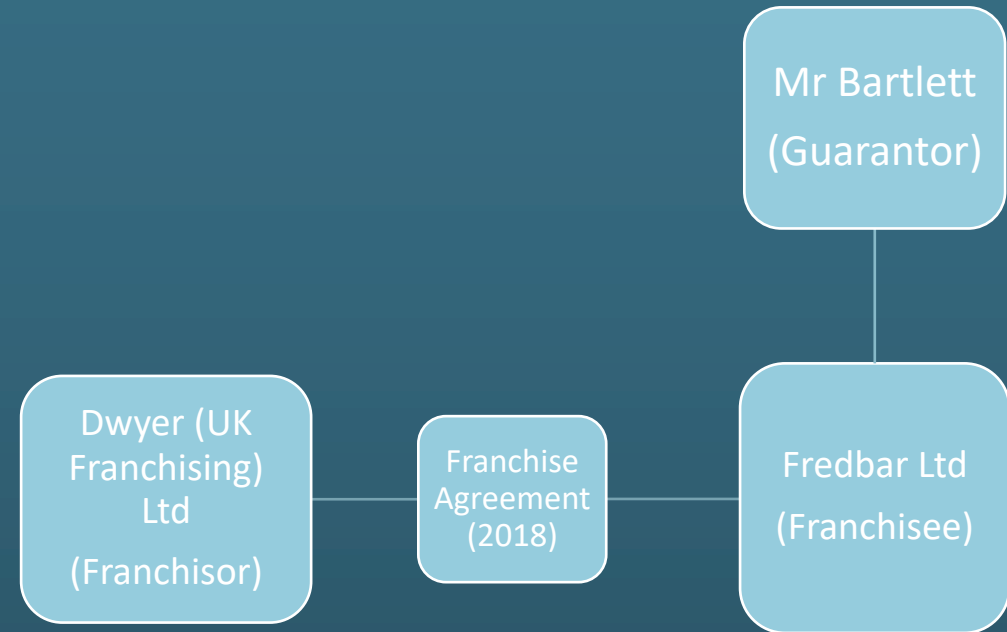 Mr Bartlett
(Guarantor)
Dwyer (UK
Franchising)
Ltd
(Franchisor)
Franchise
Agreement
(2018)
Fredbar Ltd
(Franchisee)